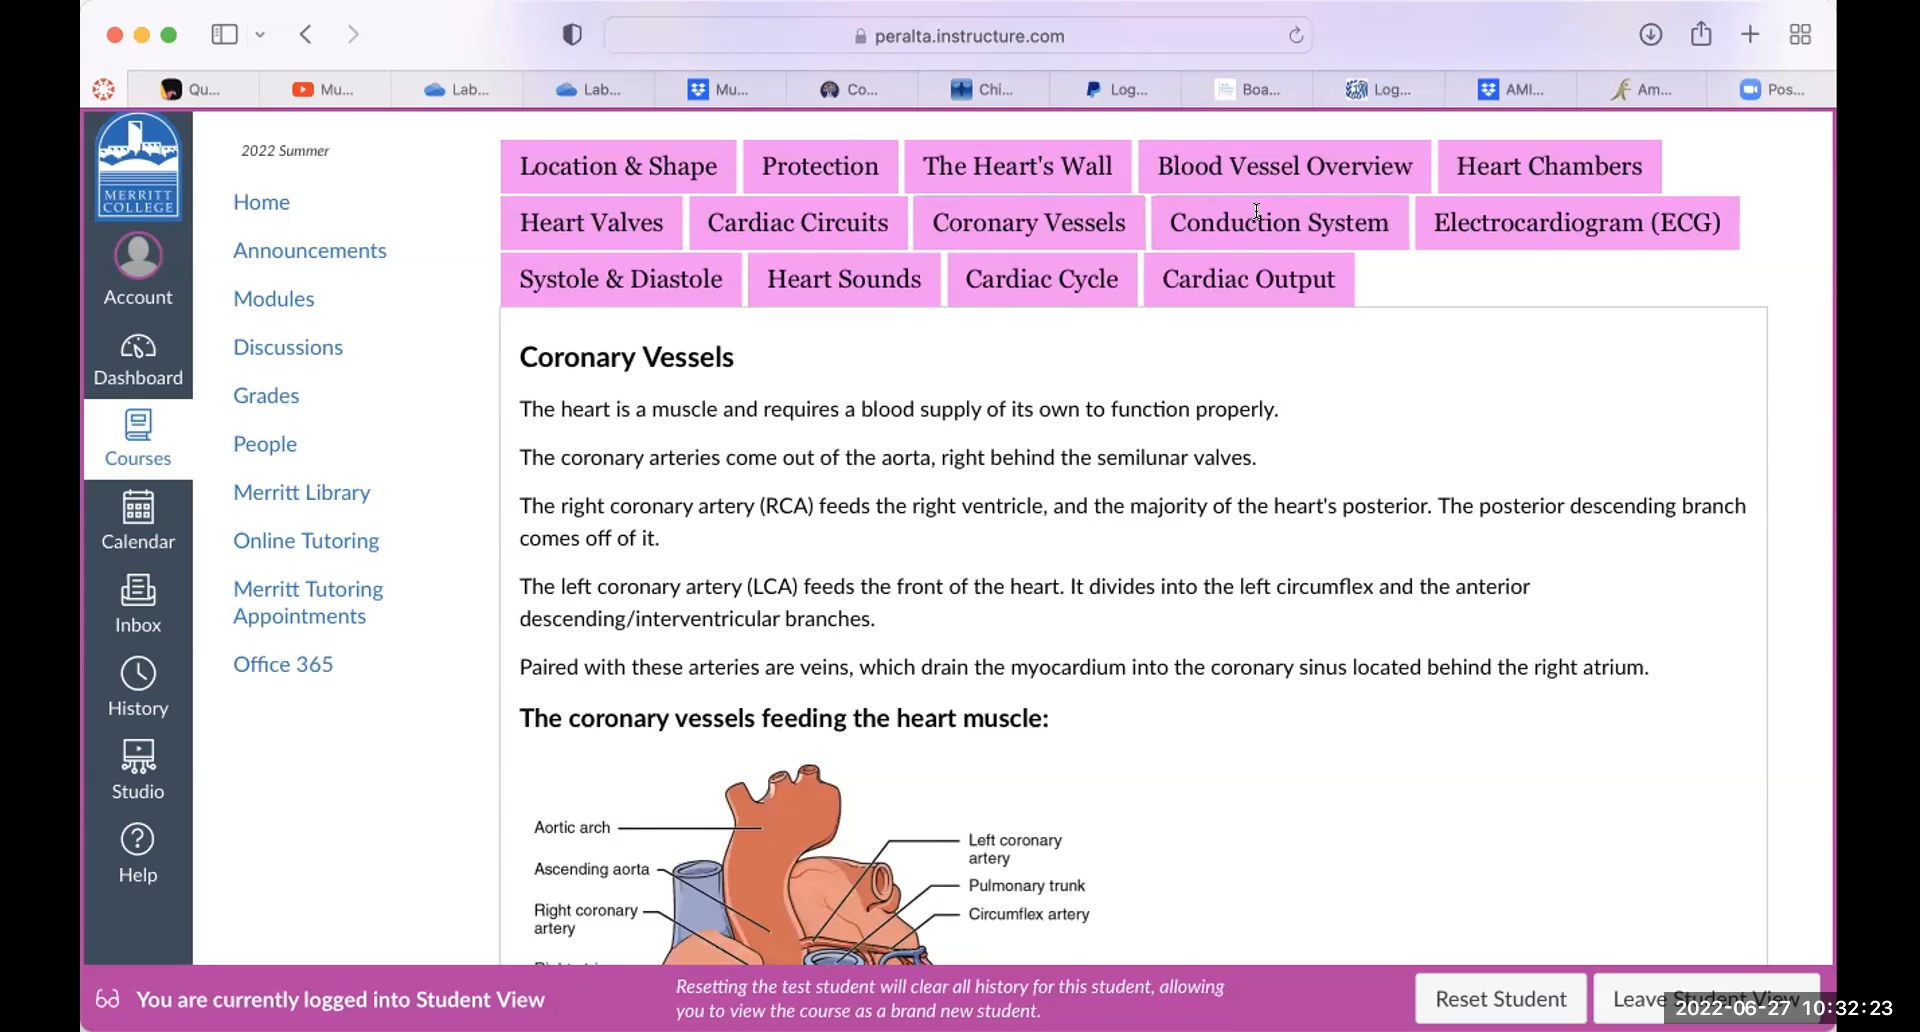 peralta.instructure.com
Qu...
Mu...
Lab...
Lab...
Mu...
Co...
Chi...
Log...
Boa...
Log...
AMI...
Am...
Pos...
MERRITT
COLLEGE
Account
Dashboard
Courses
Calendar
Inbox
History
Studio
Help
2022 Summer
Home
Announcements
Modules
Discussions
Grades
People
Merritt Library
Online Tutoring
Merritt Tutoring
Appointments
Office 365
Location & Shape
Protection
The Heart's Wall
Blood Vessel Overview
Heart Chambers
Heart Valves
Cardiac Circuits
Coronary Vessels
Conduction System
Electrocardiogram (ECG)
Systole & Diastole
Heart Sounds
Cardiac Cycle
Cardiac Output
Coronary Vessels
The heart is a muscle and requires a blood supply of its own to function properly.
The coronary arteries come out of the aorta, right behind the semilunar valves.
The right coronary artery (RCA) feeds the right ventricle, and the majority of the heart's posterior. The posterior descending branch
comes off of it.
The left coronary artery (LCA) feeds the front of the heart. It divides into the left circumflex and the anterior
descending/interventricular branches.
Paired with these arteries are veins, which drain the myocardium into the coronary sinus located behind the right atrium.
The coronary vessels feeding the heart muscle:
Aortic arch
Ascending aorta
Right coronary
artery
Left coronary
artery
Pulmonary trunk
Circumflex artery
You are currently logged into Student View
Resetting the test student will clear all history for this student, allowing
you to view the course as a brand new student.
Reset Student
Leave Student View
2022-06-27 10:32:23